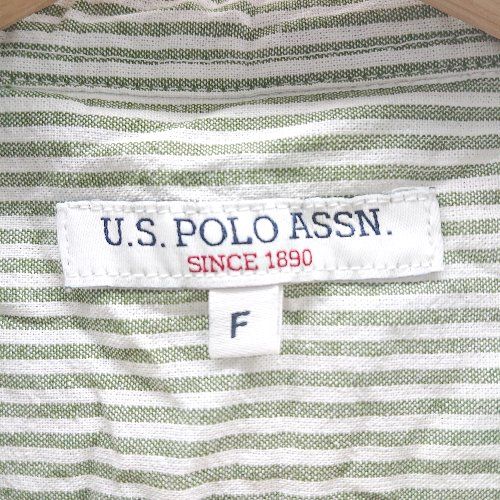 U.S. POLO ASSN.
SINCE 1890
F